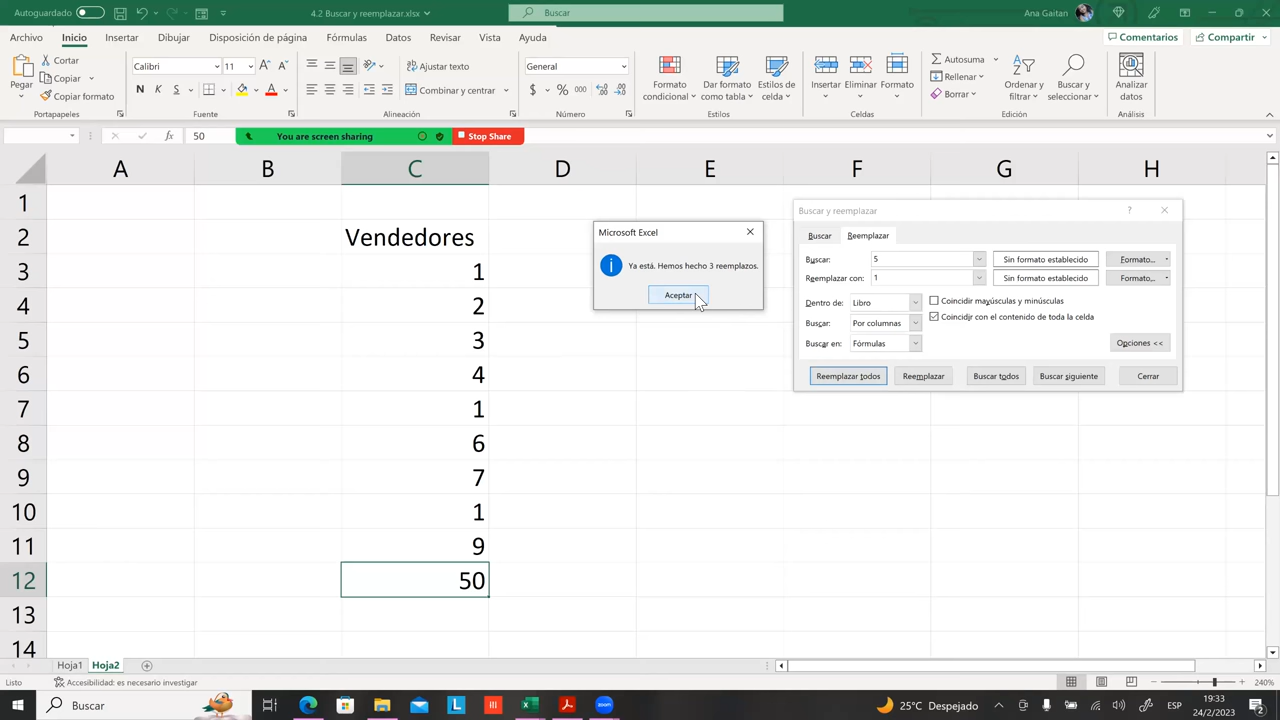 Autoguardado
4.2 Buscar y reemplazar.xlsx
Buscar
Ana Gaitan
Archivo Inicio Insertar Dibujar Disposición de página Fórmulas Datos Revisar Vista Ayuda
Comentarios Compartir
Pegar
Cortar
Copiar
Copiar formato
Portapapeles
Calibri 11
N K S
Fuente
Ajustar texto
Combinar y centrar
Alineación
General
$ % 000
Número
Formato condicional
Dar formato como tabla
Estilos de celda
Estilos
Insertar Eliminar Formato
Celdas
Autosuma
Rellenar
Borrar
Ordenar y filtrar
Buscar y seleccionar
Edición
Analizar datos
Análisis
fx 50
You are screen sharing Stop Share
A B C D E F G H
1
2 Vendedores
3 1
4 2
5 3
6 4
7 1
8 6
9 7
10 1
11 9
12 50
13
14
Microsoft Excel
Ya está. Hemos hecho 3 reemplazos.
Aceptar
Buscar y reemplazar ?
Buscar Reemplazar
Buscar: 5 Sin formato establecido Formato...
Reemplazar con: 1 Sin formato establecido Formato...
Dentro de: Libro Coincidir mayúsculas y minúsculas
Buscar: Por columnas Coincidir con el contenido de toda la celda
Buscar en: Fórmulas Opciones <<
Reemplazar todos Reemplazar Buscar todos Buscar siguiente Cerrar
Hoja1 Hoja2
Listo Accesibilidad: es necesario investigar 240%
Buscar
25°C Despejado ESP 19:33
24/2/2023